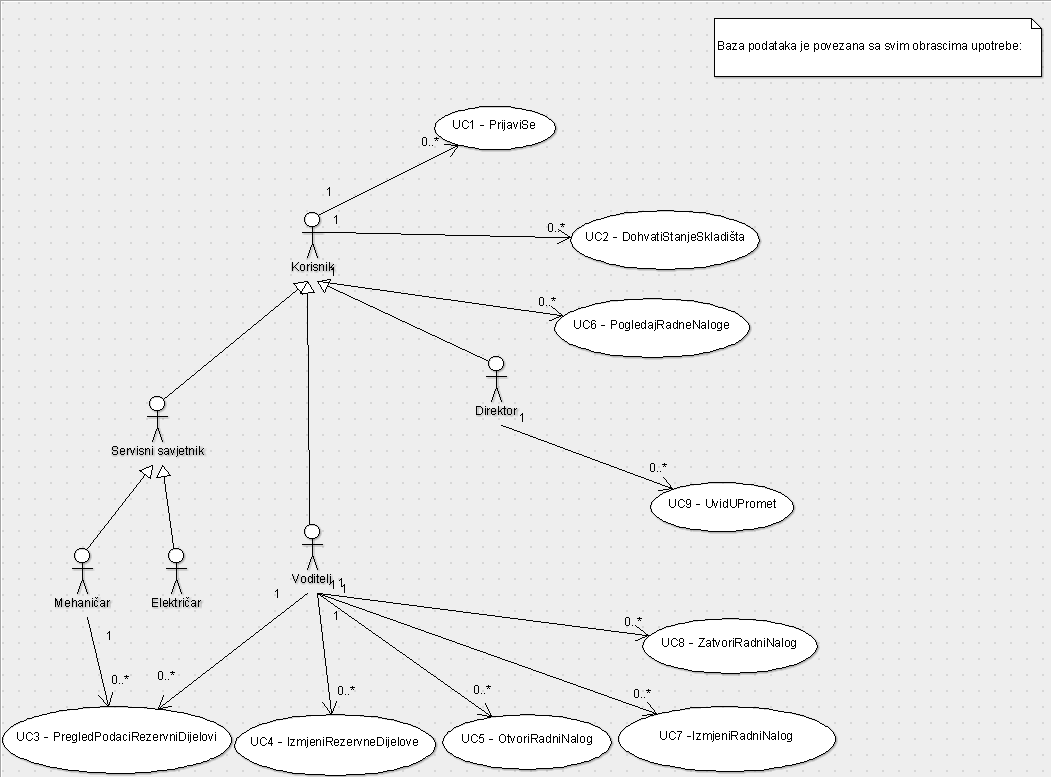 Baza podataka je povezana sa svim obrascima upotrebe:
UC1 - PrijaviSe
0..*
1
1
0..*
UC2 - DohvatiStanjeSkladišta
Korisnik
1
0..*
UC6 - PogledajRadneNaloge
Direktor
1
Servisni savjetnik
0..*
UC9 - UvidUPromet
Voditelj
1
1
1
1
1
Mehaničar
Električar
0..*
1
UC8 - ZatvoriRadniNalog
0..*
0..*
0..*
0..*
0..*
UC3 - PregledPodaciRezervniDijelovi
UC4 - IzmjeniRezervneDijelove
UC5 - OtvoriRadniNalog
UC7 -IzmjeniRadniNalog